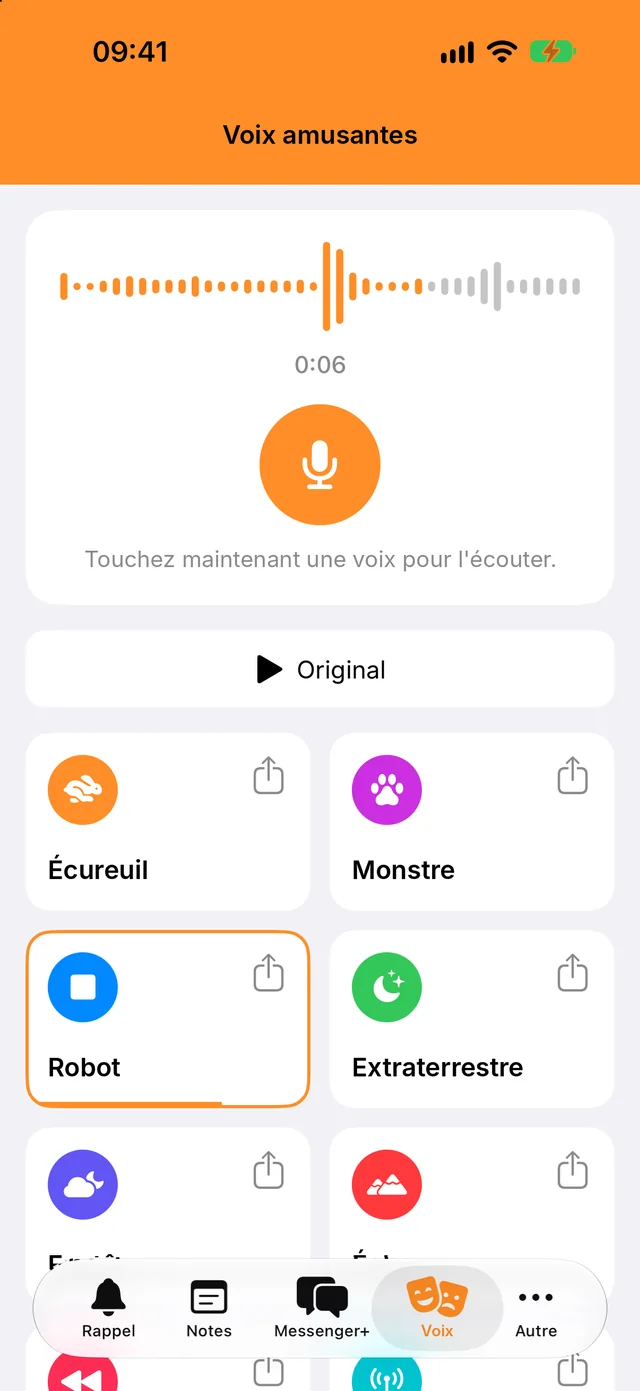 09:41
Voix amusantes
0:06
Touchez maintenant une voix pour l'écouter.
Original
Écureuil
Monstre
Robot
Extraterrestre
Rappel
Notes
Messenger+
Voix
Autre